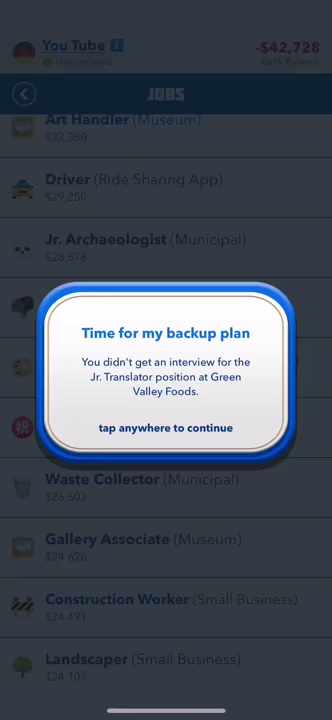 You Tube
-$42,728
Unemployed
Bank Balance
JOBS
Art Handler (Museum)
$32,380
Driver (Ride Sharing App)
$29,250
Jr. Archaeologist (Municipal)
$28,678
Time for my backup plan
You didn't get an interview for the
Jr. Translator position at Green
Valley Foods.
tap anywhere to continue
祝
Waste Collector (Municipal)
$26,603
Gallery Associate (Museum)
$24,626
Construction Worker (Small Business)
$24,491
Landscaper (Small Business)
$24,101